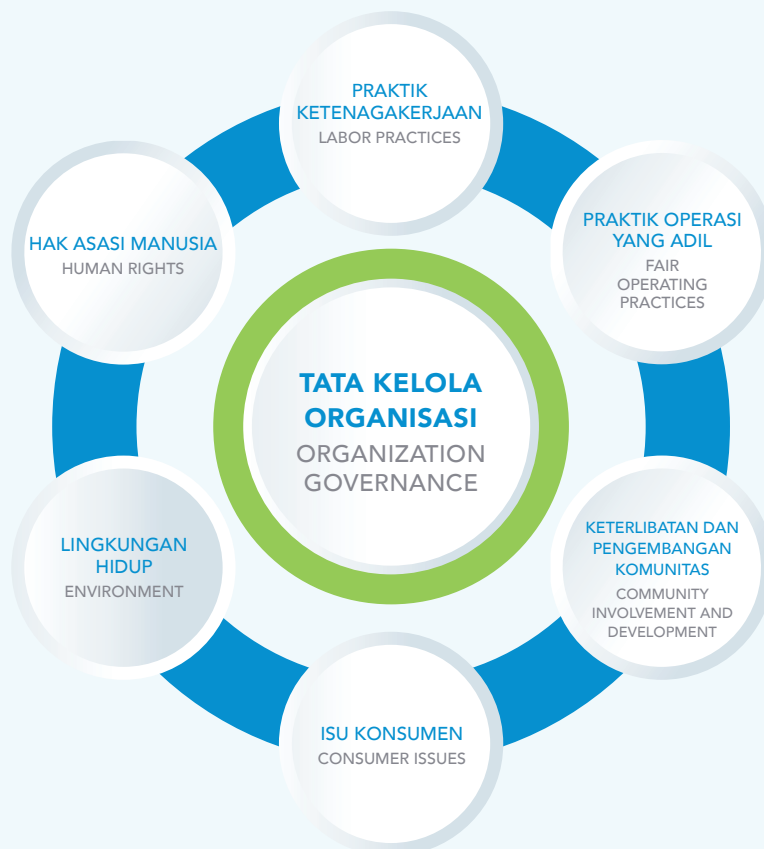 PRAKTIK
KETENAGAKERJAAN
LABOR PRACTICES
HAK ASASI MANUSIA
HUMAN RIGHTS
PRAKTIK OPERASI
YANG ADIL
FAIR
OPERATING
PRACTICES
TATA KELOLA
ORGANISASI
ORGANIZATION
GOVERNANCE
LINGKUNGAN
HIDUP
ENVIRONMENT
KETERLIBATAN DAN
PENGEMBANGAN
KOMUNITAS
COMMUNITY
INVOLVEMENT AND
DEVELOPMENT
ISU KONSUMEN
CONSUMER ISSUES